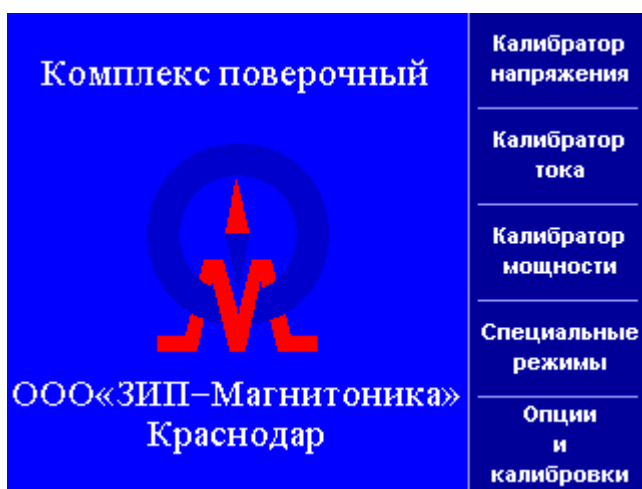 Комплекс поверочный
ООО«ЗИП−Магнитоника»
Краснодар
Калибратор
напряжения
Калибратор
тока
Калибратор
мощности
Специальные
режимы
Опции
и
калибровки